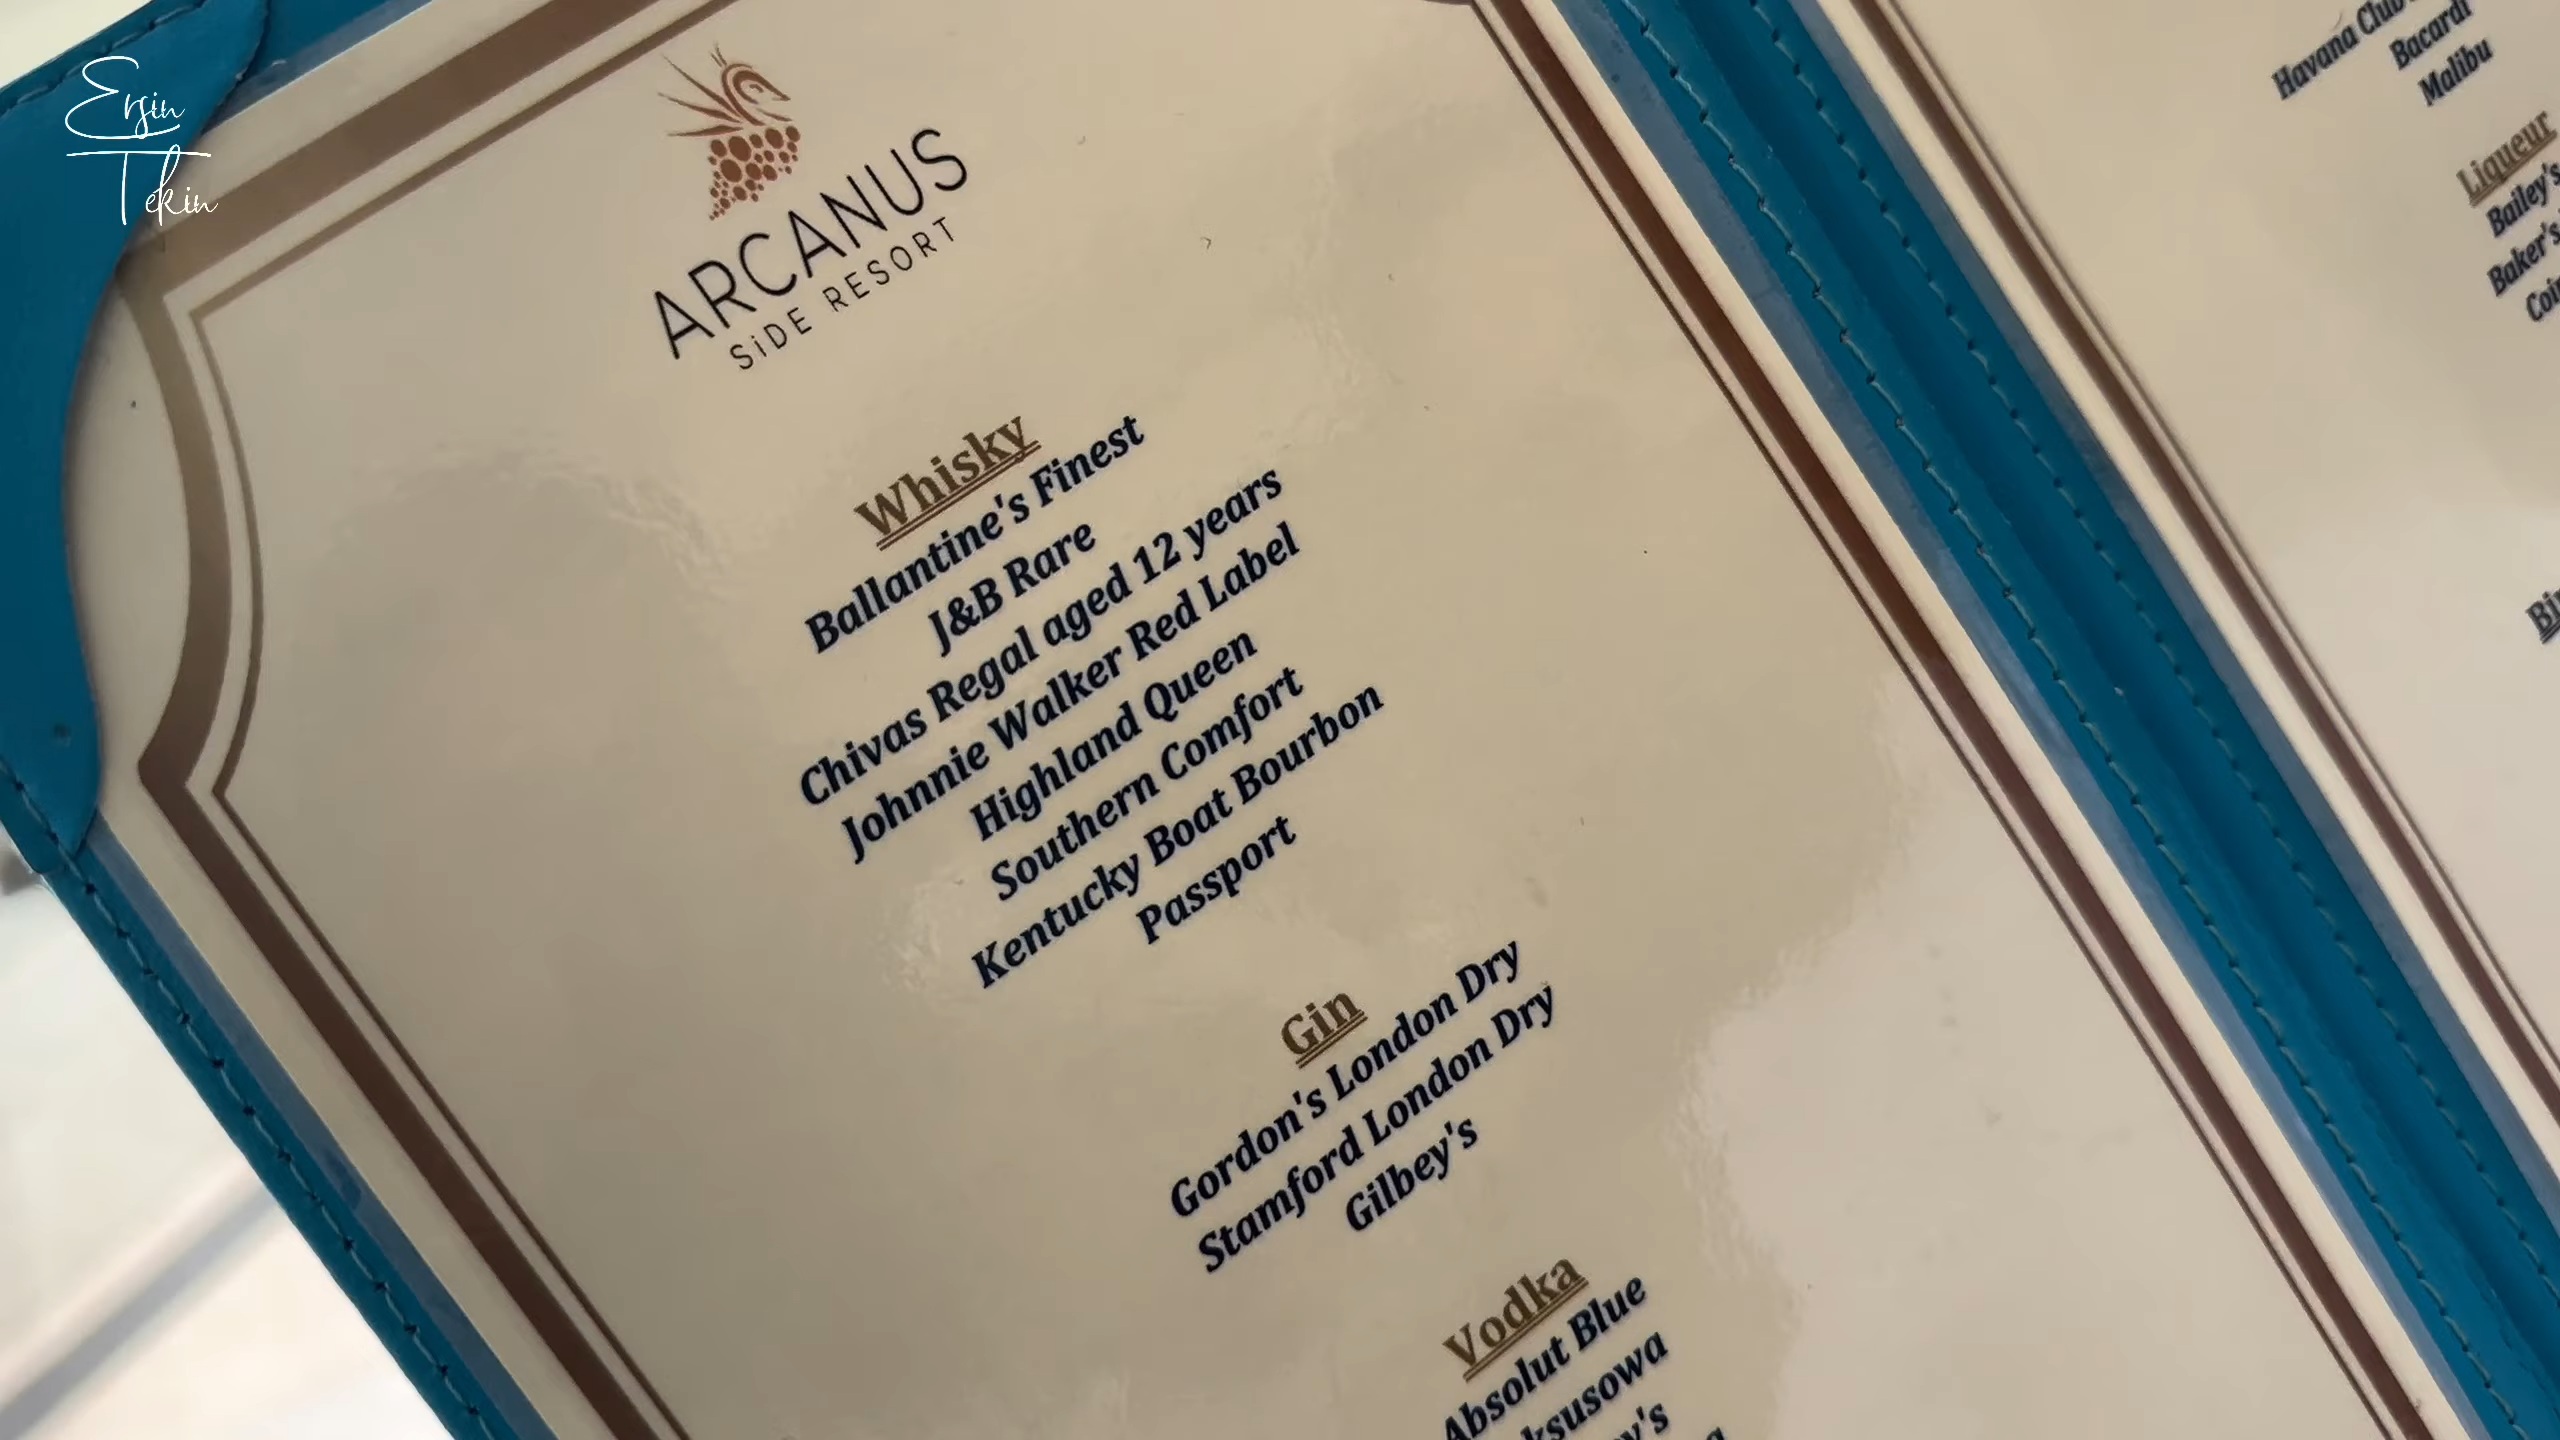 Ersin
Tekin
ARCANUS
SiDE RESORT
Whisky
Ballantine's Finest
J&B Rare
Chivas Regal aged 12 years
Johnnie Walker Red Label
Highland Queen
Southern Comfort
Kentucky Boat Bourbon
Passport
Gin
Gordon's London Dry
Stamford London Dry
Gilbey's
Vodka
Absolut Blue
Havana Club
Bacardi
Malibu
Liqueur
Bailey's
Baker's